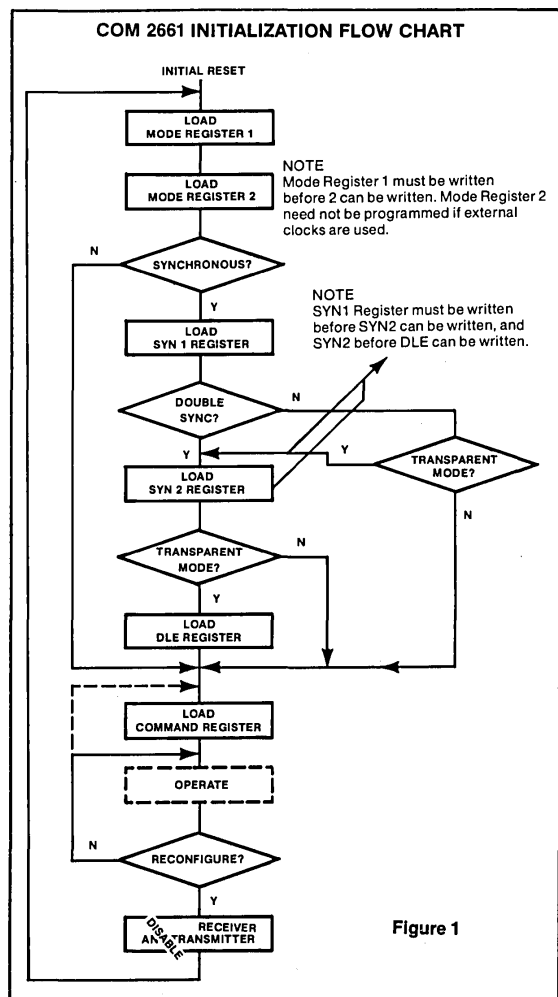 COM 2661 INITIALIZATION FLOW CHART
INITIAL RESET
LOAD
MODE REGISTER 1
LOAD
MODE REGISTER 2
NOTE
Mode Register 1 must be written
before 2 can be written. Mode Register 2
need not be programmed if external
clocks are used.
N
SYNCHRONOUS?
Y
NOTE
SYN1 Register must be written
before SYN2 can be written, and
SYN2 before DLE can be written.
LOAD
SYN 1 REGISTER
DOUBLE
SYNC?
N
Y
Y
TRANSPARENT
MODE?
LOAD
SYN 2 REGISTER
N
TRANSPARENT
MODE?
N
Y
LOAD
DLE REGISTER
LOAD
COMMAND REGISTER
OPERATE
N
RECONFIGURE?
Y
DISABLE
RECEIVER
AND TRANSMITTER
Figure 1